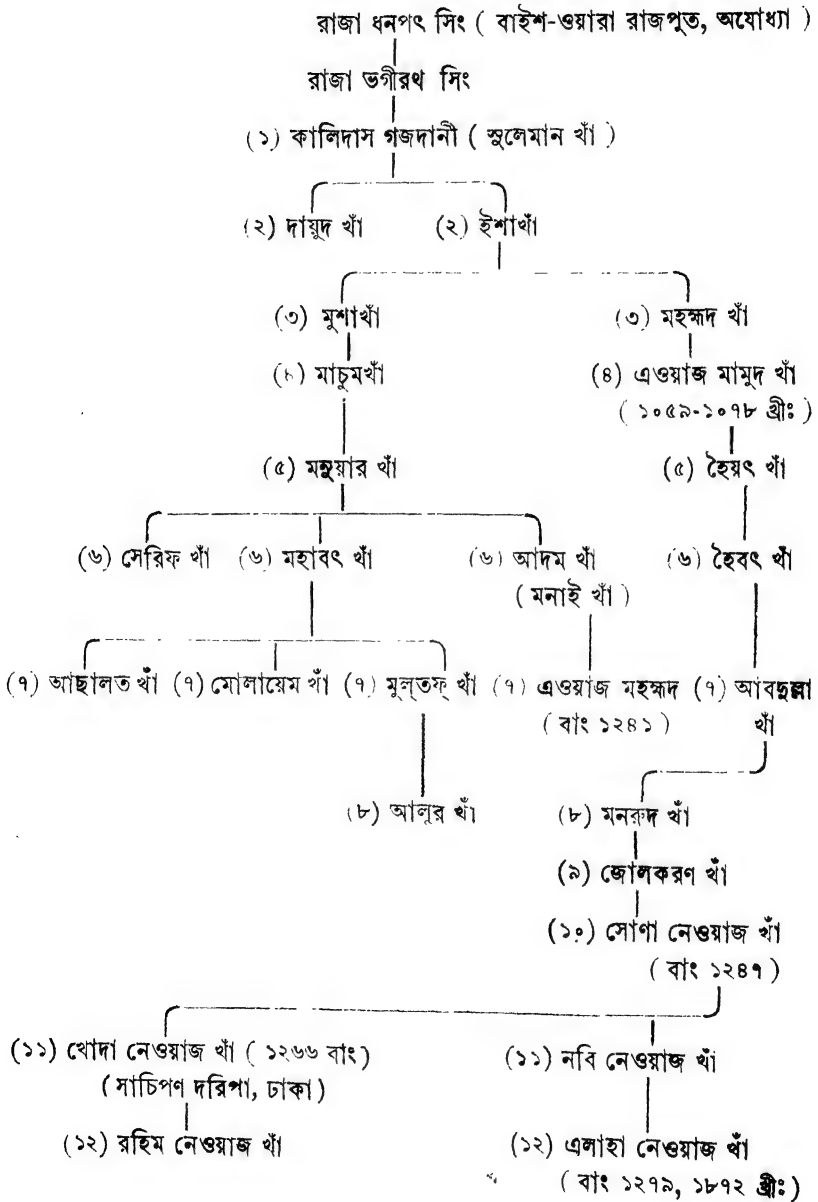 রাজা ধনপৎ সিং ( বাইশ-ওয়ারা রাজপুত, অযোধ্যা )
রাজা ভগীরথ সিং
(১) কালিদাস গজদানী ( সুলেমান খাঁ )
(২) দায়ুদ খাঁ (২) ইশাখাঁ
(৩) মুশাখাঁ (৩) মহহ্মদ খাঁ
(৪) মাচুমখাঁ (৪) এওয়াজ মামুদ খাঁ
( ১০৫৯-১০৭৮ খ্রীঃ )
(৫) মনুয়ার খাঁ (৫) হৈয়ৎ খাঁ
(৬) সেরিফ খাঁ (৬) মহাবৎ খাঁ (৬) আদম খাঁ (৬) হৈবৎ খাঁ
( মনাই খাঁ )
(৭) আছালত খাঁ (৭) মোলায়েম খাঁ (৭) মুল্‌তফ্‌ খাঁ (৭) এওয়াজ মহহ্মদ (৭) আবদুল্লা
( বাং ১২৪১ ) খাঁ
(৮) আলুর খাঁ (৮) মনরুদ খাঁ
(৯) জোলকরণ খাঁ
(১০) সোণা নেওয়াজ খাঁ
( বাং ১২৪৭ )
(১১) খোদা নেওয়াজ খাঁ ( ১২৬৬ বাং ) (১১) নবি নেওয়াজ খাঁ
( সাচিপণ দরিপা, ঢাকা )
(১২) রহিম নেওয়াজ খাঁ (১২) এলাহা নেওয়াজ খাঁ
( বাং ১২৭৯, ১৮৭২ খ্রীঃ )